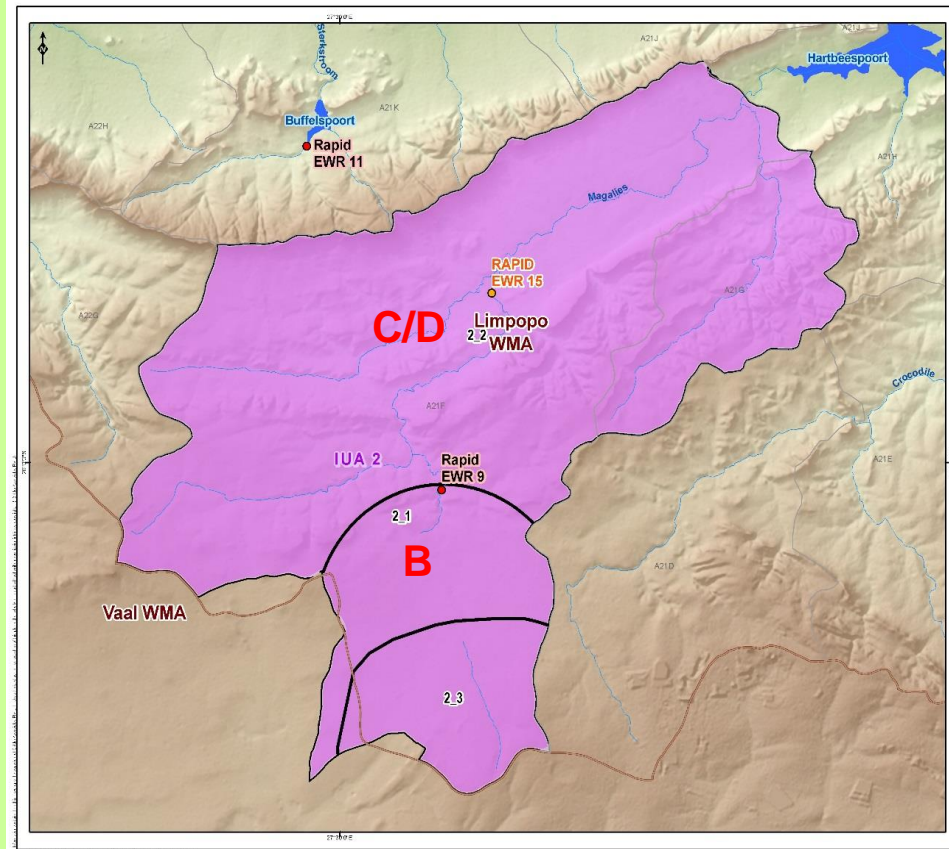 N
Sterkstroom
A21J
A21J
Hartbeespoort
A21K
A22H
Buffelspoort
Rapid
EWR 11
A21H
Magalies
RAPID
EWR 15
A21G
A22G
C/D
Limpopo
2_2
WMA
Crocodile
A21F
IUA 2
Rapid
EWR 9
A21E
2_1
B
A21D
Vaal WMA
2_3